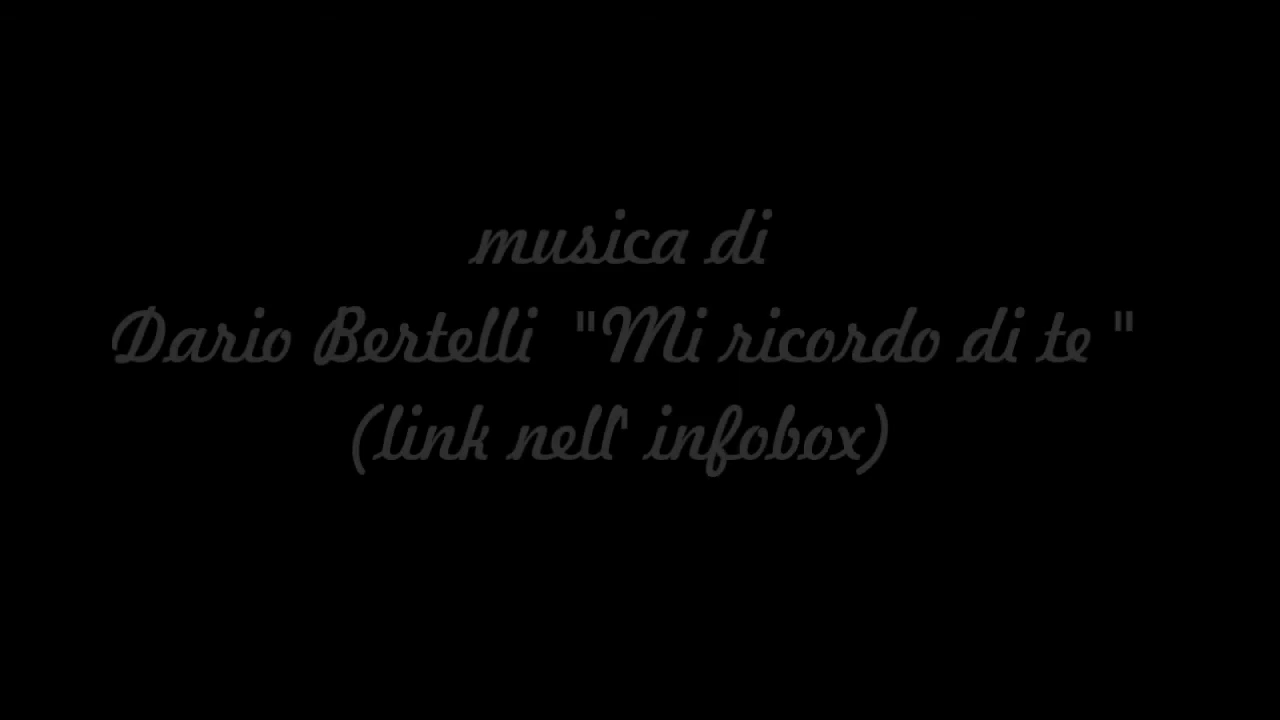 musica di
Dario Bertelli "Mi ricordo di te "
(link nell' infobox)